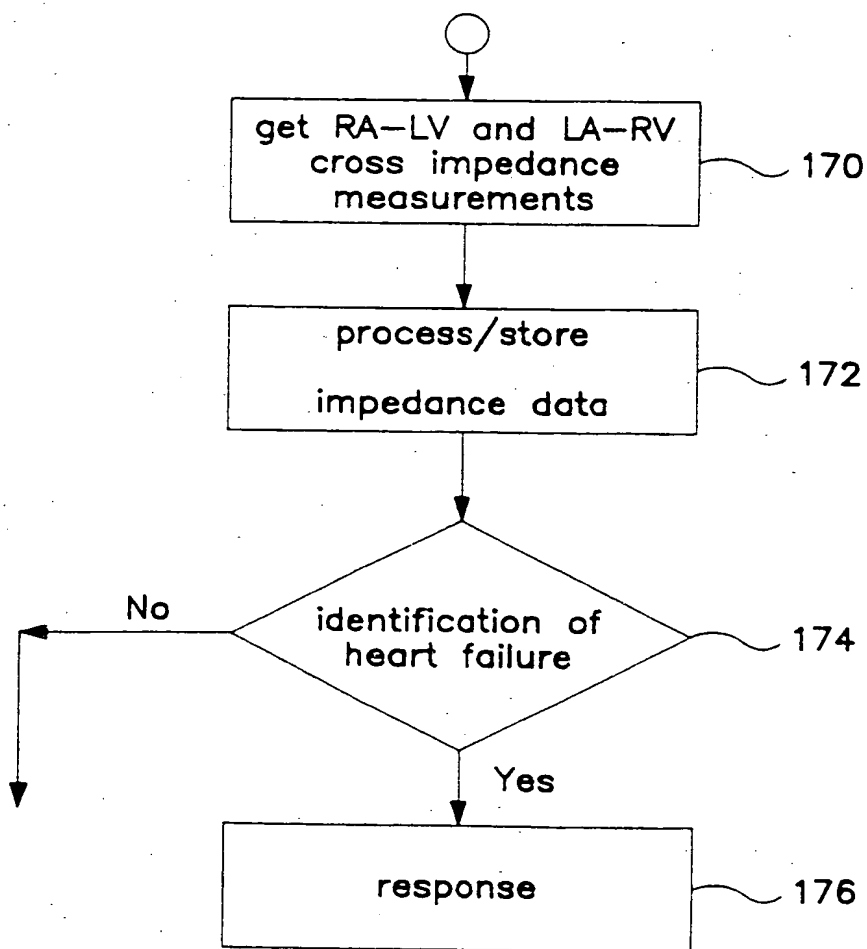 get RA-LV and LA-RV
cross impedance
measurements
170
process/store
impedance data
172
No
identification of
heart failure
174
Yes
response
176